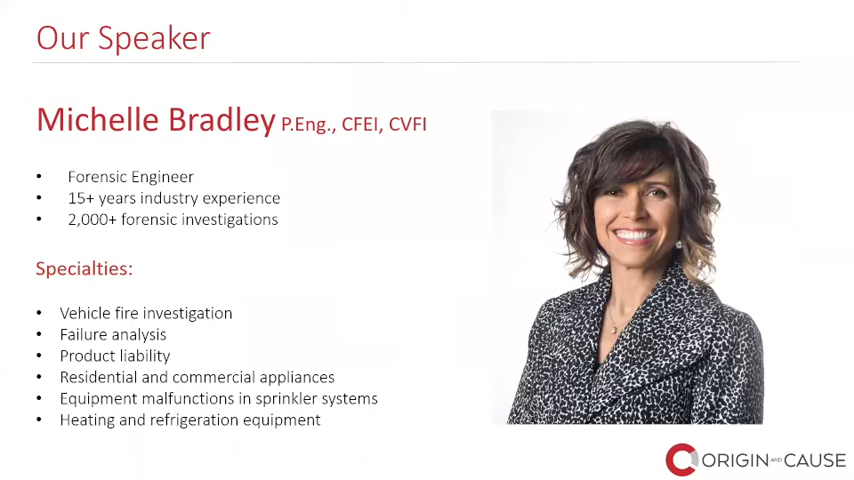 Our Speaker
Michelle Bradley P.Eng., CFEI, CVFI
• Forensic Engineer
• 15+ years industry experience
• 2,000+ forensic investigations
Specialties:
• Vehicle fire investigation
• Failure analysis
• Product liability
• Residential and commercial appliances
• Equipment malfunctions in sprinkler systems
• Heating and refrigeration equipment
ORIGIN AND CAUSE